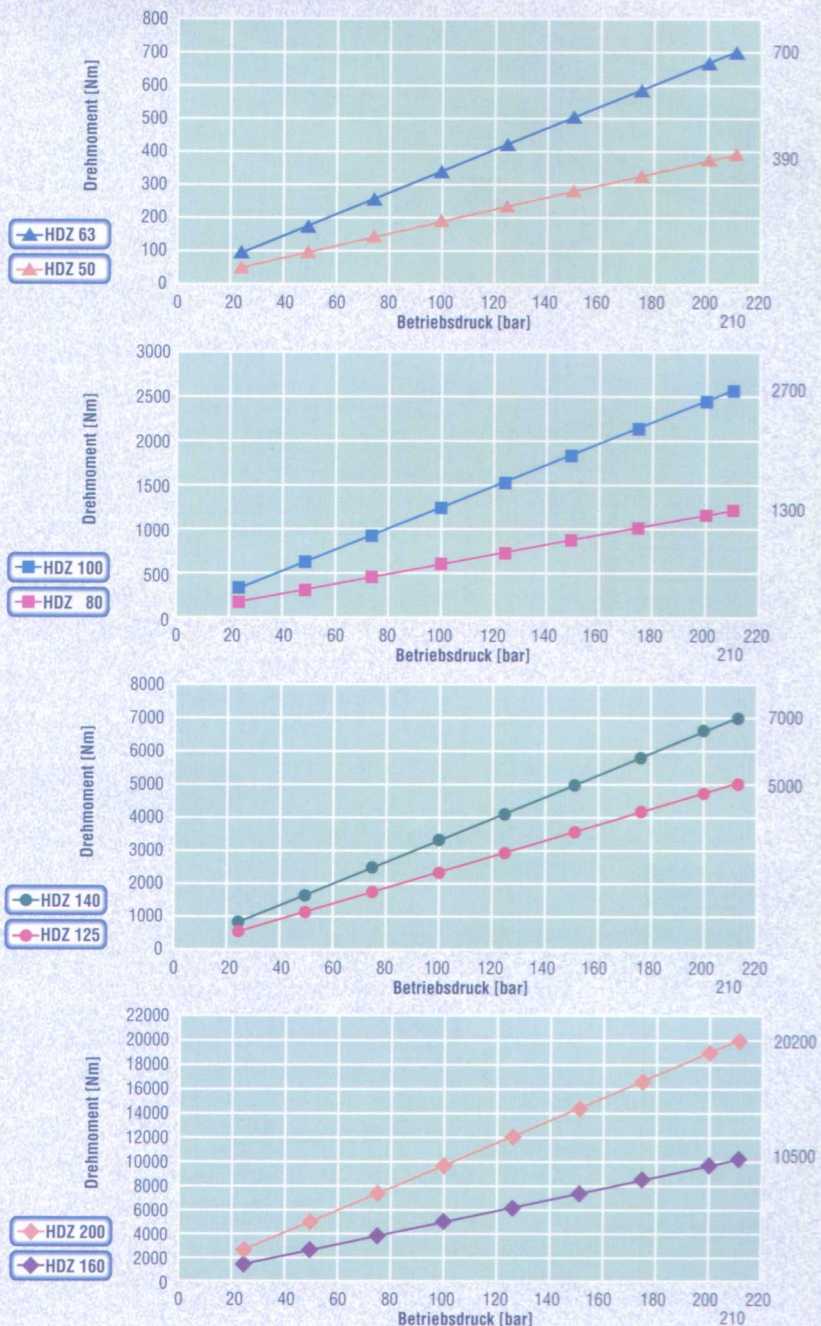 800
700
600
500
400
300
200
100
0
Drehmoment [Nm]
700
390
HDZ 63
HDZ 50
0 20 40 60 80 100 120 140 160 180 200 220
Betriebsdruck [bar]
210
3000
2500
2000
1500
1000
500
0
Drehmoment [Nm]
2700
1300
HDZ 100
HDZ 80
0 20 40 60 80 100 120 140 160 180 200 220
Betriebsdruck [bar]
210
8000
7000
6000
5000
4000
3000
2000
1000
0
Drehmoment [Nm]
7000
5000
HDZ 140
HDZ 125
0 20 40 60 80 100 120 140 160 180 200 220
Betriebsdruck [bar]
210
22000
20000
18000
16000
14000
12000
10000
8000
6000
4000
2000
0
Drehmoment [Nm]
20200
10500
HDZ 200
HDZ 160
0 20 40 60 80 100 120 140 160 180 200 220
Betriebsdruck [bar]
210